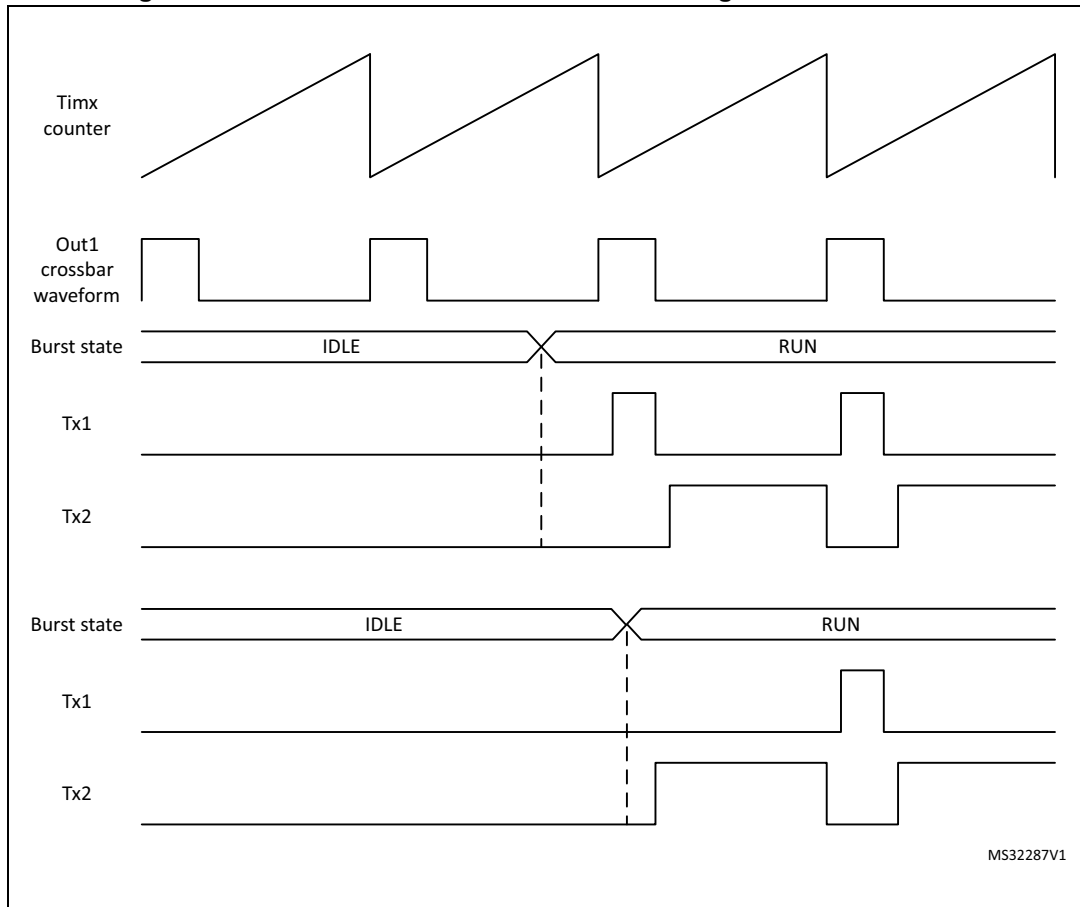 Timx
counter
Out1
crossbar
waveform
Burst state
IDLE
RUN
Tx1
Tx2
Burst state
IDLE
RUN
Tx1
Tx2
MS32287V1